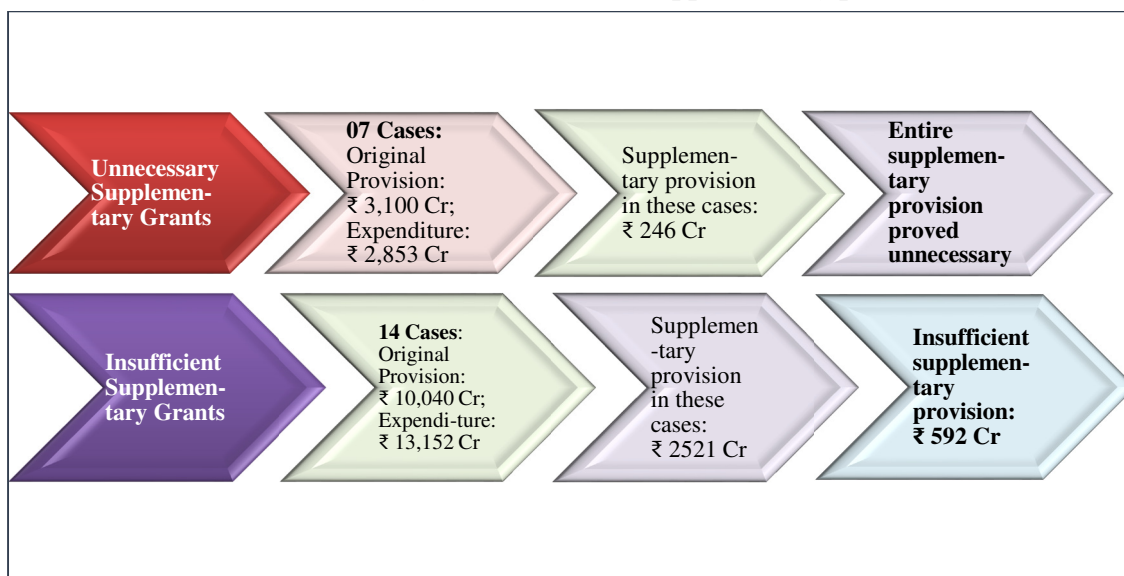 Unnecessary
Supplemen-
tary Grants
07 Cases:
Original
Provision:
₹ 3,100 Cr;
Expenditure:
₹ 2,853 Cr
Supplemen-
tary provision
in these cases:
₹ 246 Cr
Entire
supplemen-
tary
provision
proved
unnecessary
Insufficient
Supplemen-
tary Grants
14 Cases:
Original
Provision:
₹ 10,040 Cr;
Expendi-ture:
₹ 13,152 Cr
Supplemen
-tary
provision
in these
cases:
₹ 2521 Cr
Insufficient
supplemen-
tary
provision:
₹ 592 Cr